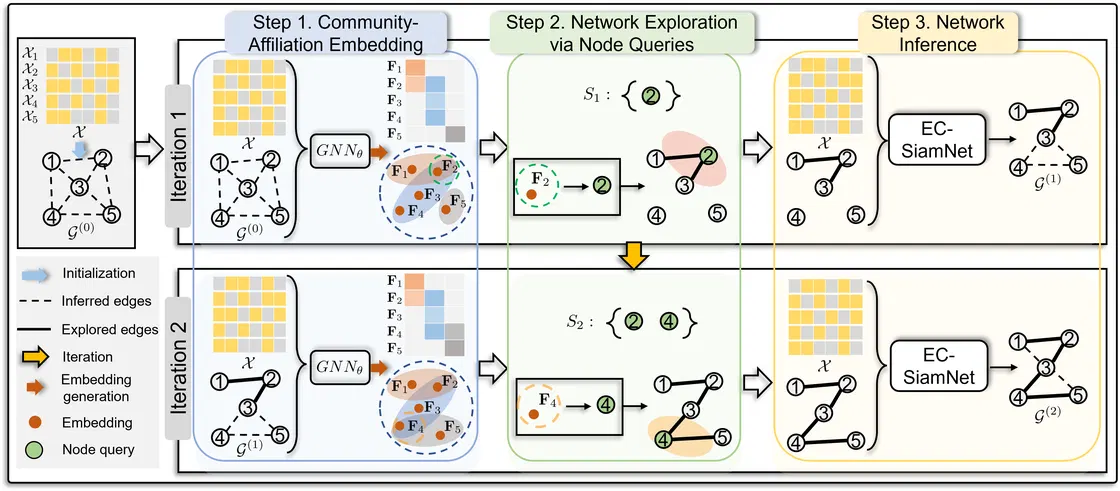 Step 1. Community-
Affiliation Embedding
Step 2. Network Exploration
via Node Queries
Step 3. Network
Inference
𝒳₁
𝒳₂
𝒳₃
𝒳₄
𝒳₅
𝒳
1 2
3
4 5
𝒢⁽⁰⁾
Initialization
Inferred edges
Explored edges
Iteration
Embedding
generation
Embedding
Node query
Iteration 1
𝒳
1 2
3
4 5
𝒢⁽⁰⁾
GNN_θ
F₁
F₂
F₃
F₄
F₅
F₁ F₂
F₃
F₄ F₅
S₁ : { 2 }
F₂
2
1 2
3
4 5
𝒳
1 2
3
4 5
EC-
SiamNet
1 2
3
4 5
𝒢⁽¹⁾
Iteration 2
𝒳
1 2
3
4 5
𝒢⁽¹⁾
GNN_θ
F₁
F₂
F₃
F₄
F₅
F₁ F₂
F₃
F₄ F₅
S₂ : { 2 4 }
F₄
4
1 2
3
4 5
𝒳
1 2
3
4 5
EC-
SiamNet
1 2
3
4 5
𝒢⁽²⁾